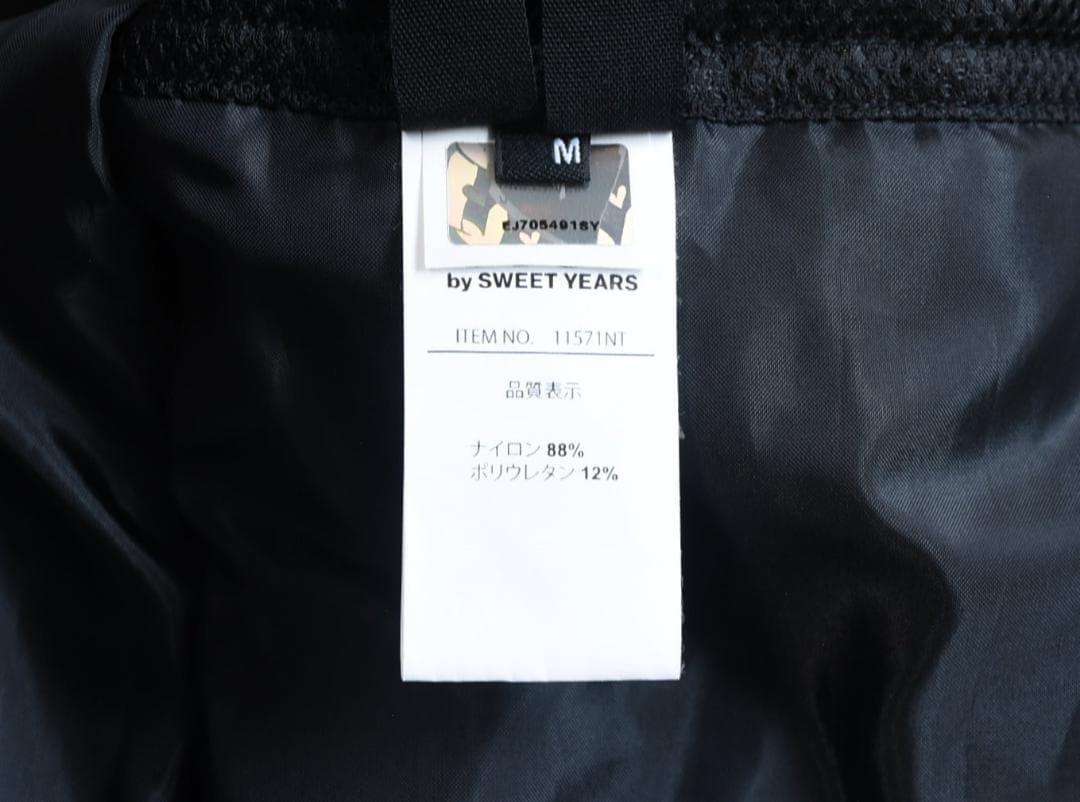 M
EJ705491SY
by SWEET YEARS
ITEM NO. 11571NT
品質表示
ナイロン 88%
ポリウレタン 12%